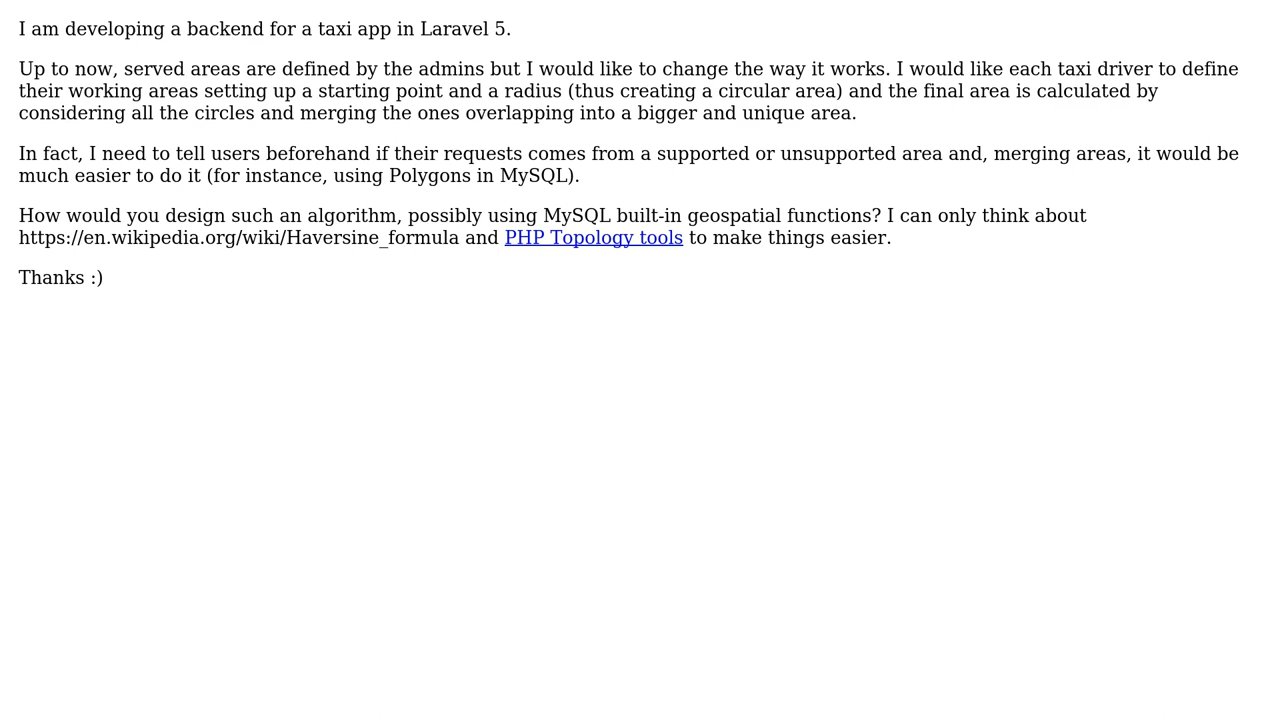 I am developing a backend for a taxi app in Laravel 5.
Up to now, served areas are defined by the admins but I would like to change the way it works. I would like each taxi driver to define
their working areas setting up a starting point and a radius (thus creating a circular area) and the final area is calculated by
considering all the circles and merging the ones overlapping into a bigger and unique area.
In fact, I need to tell users beforehand if their requests comes from a supported or unsupported area and, merging areas, it would be
much easier to do it (for instance, using Polygons in MySQL).
How would you design such an algorithm, possibly using MySQL built-in geospatial functions? I can only think about
https://en.wikipedia.org/wiki/Haversine_formula and PHP Topology tools to make things easier.
Thanks :)